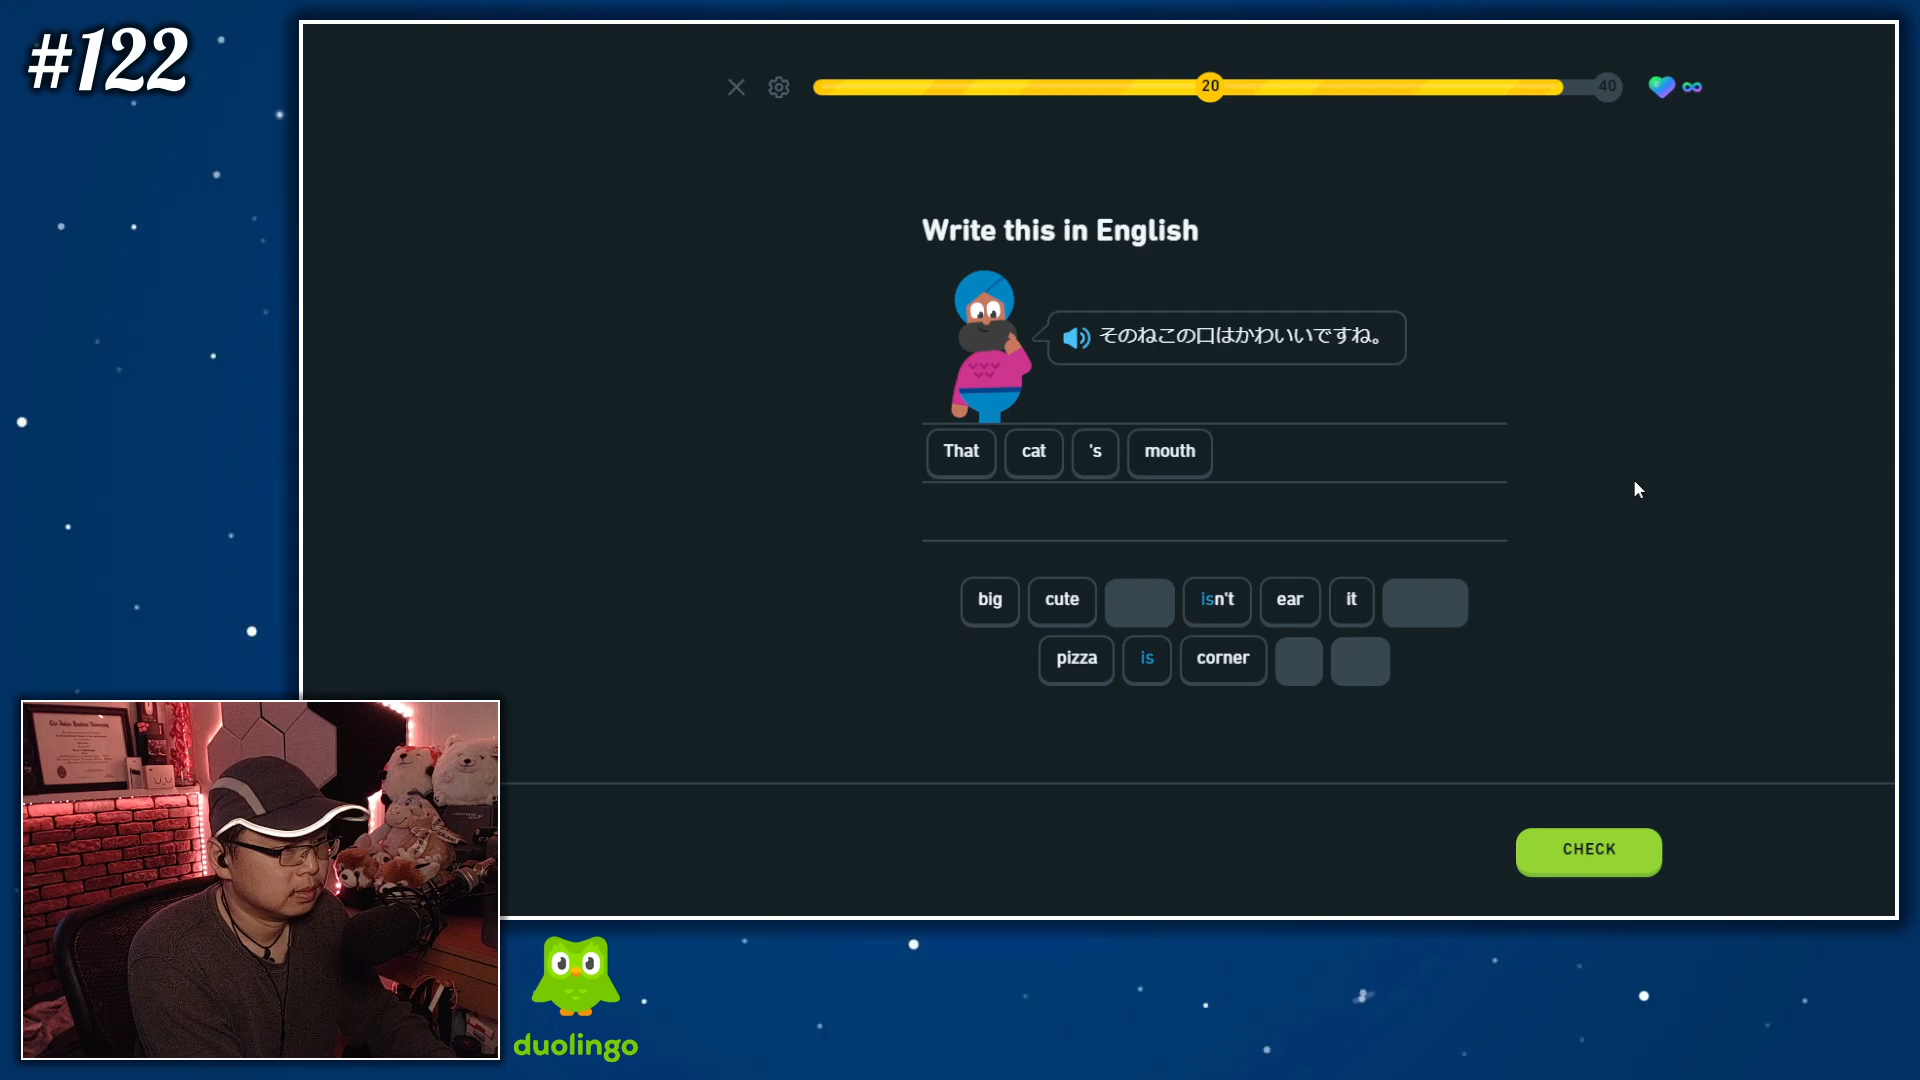 #122
20
40
Write this in English
そのねこの口はかわいいですね。
That cat 's mouth
big cute isn't ear it
pizza is corner
CHECK
duolingo